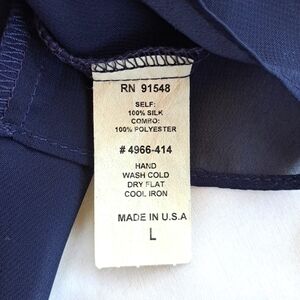 RN 91548
SELF:
100% SILK
COMBO:
100% POLYESTER
# 4966-414
HAND
WASH COLD
DRY FLAT
COOL IRON
MADE IN U.S.A
L